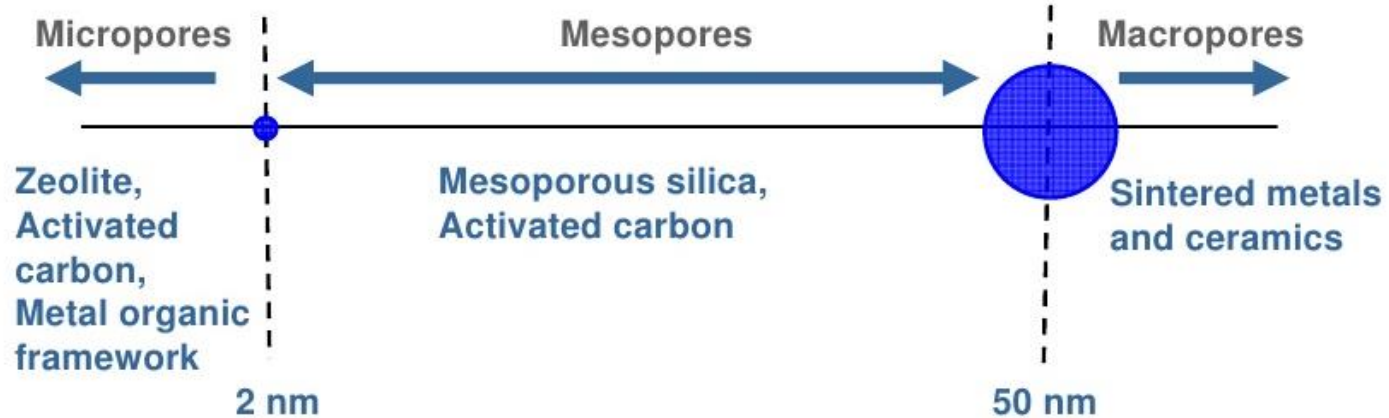 Micropores
Mesopores
Macropores
Zeolite,
Activated
carbon,
Metal organic
framework
Mesoporous silica,
Activated carbon
Sintered metals
and ceramics
2 nm
50 nm